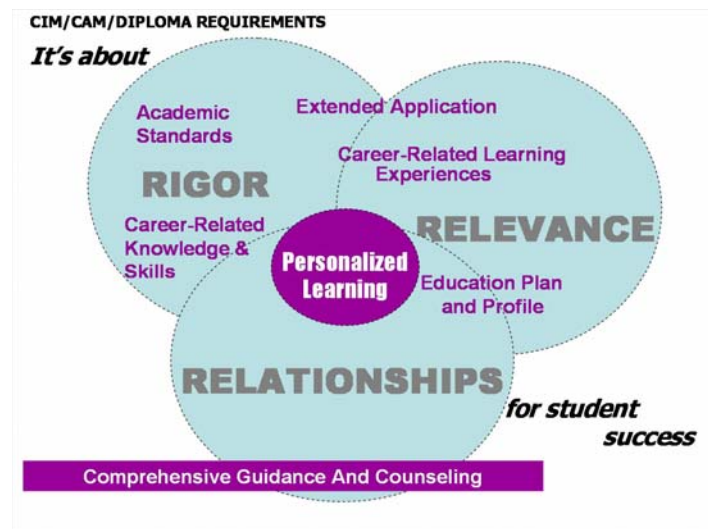 CIM/CAM/DIPLOMA REQUIREMENTS
It's about
Academic
Standards
Extended Application
Career-Related Learning
Experiences
RIGOR
RELEVANCE
Career-Related
Knowledge &
Skills
Personalized
Learning
Education Plan
and Profile
RELATIONSHIPS
for student
success
Comprehensive Guidance And Counseling